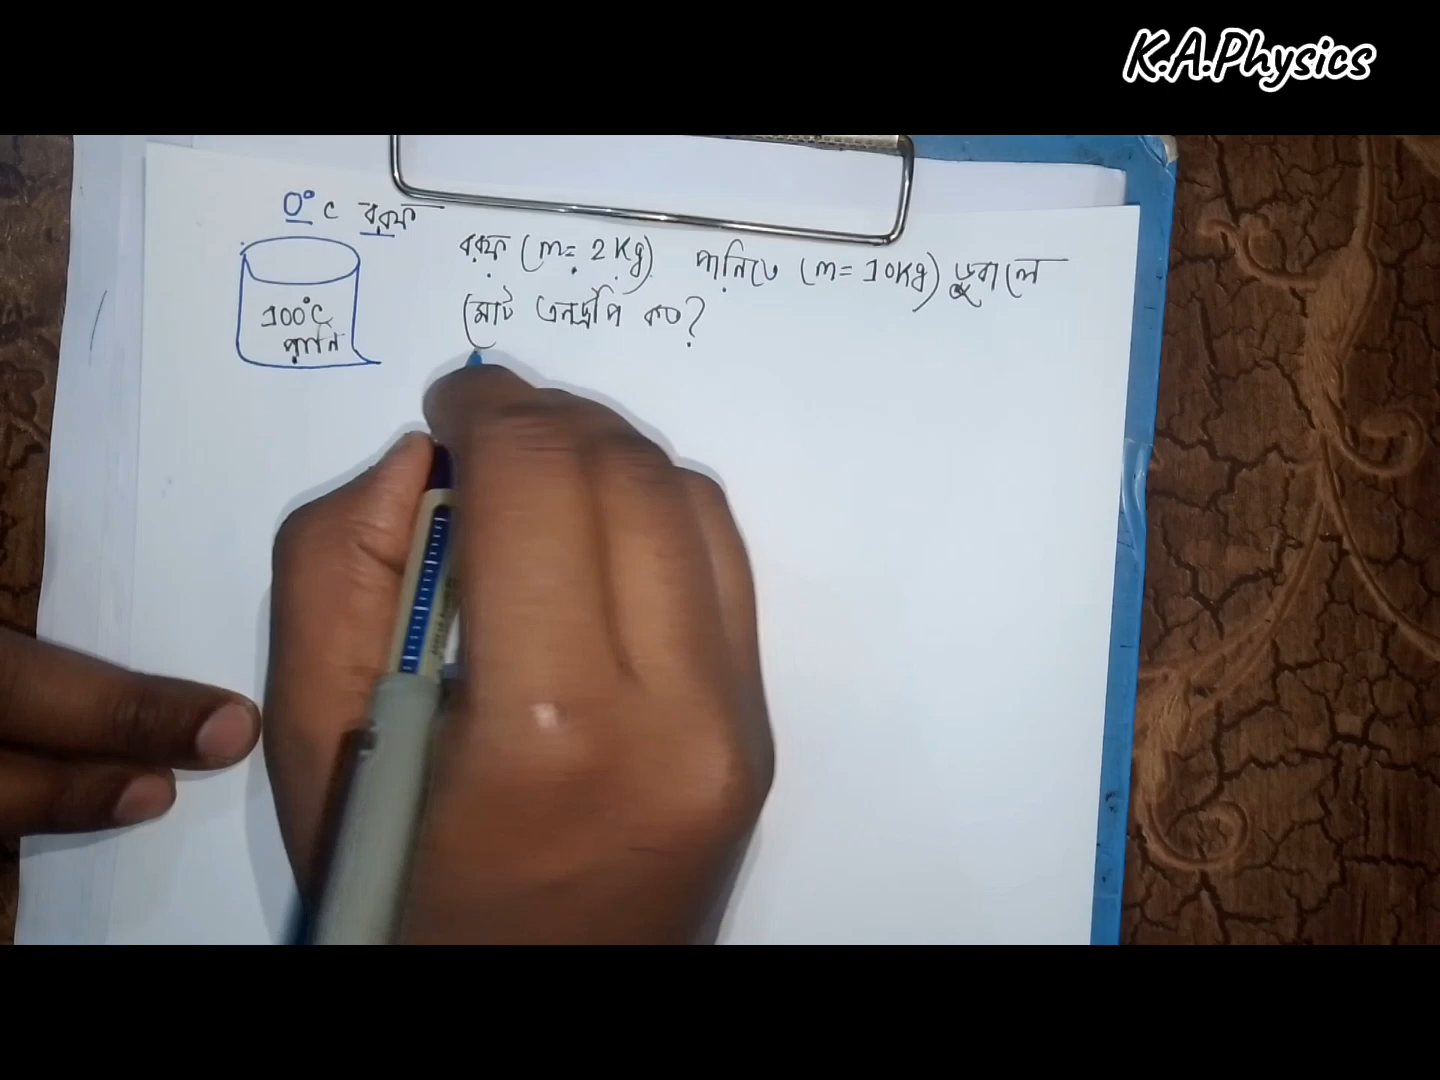 K.A.Physics
0° C বরফ
বরফ (m = 2 Kg) পানিতে (m = 10Kg) ডুবালে
মোট এনট্রপি কত?
100°C
পানি